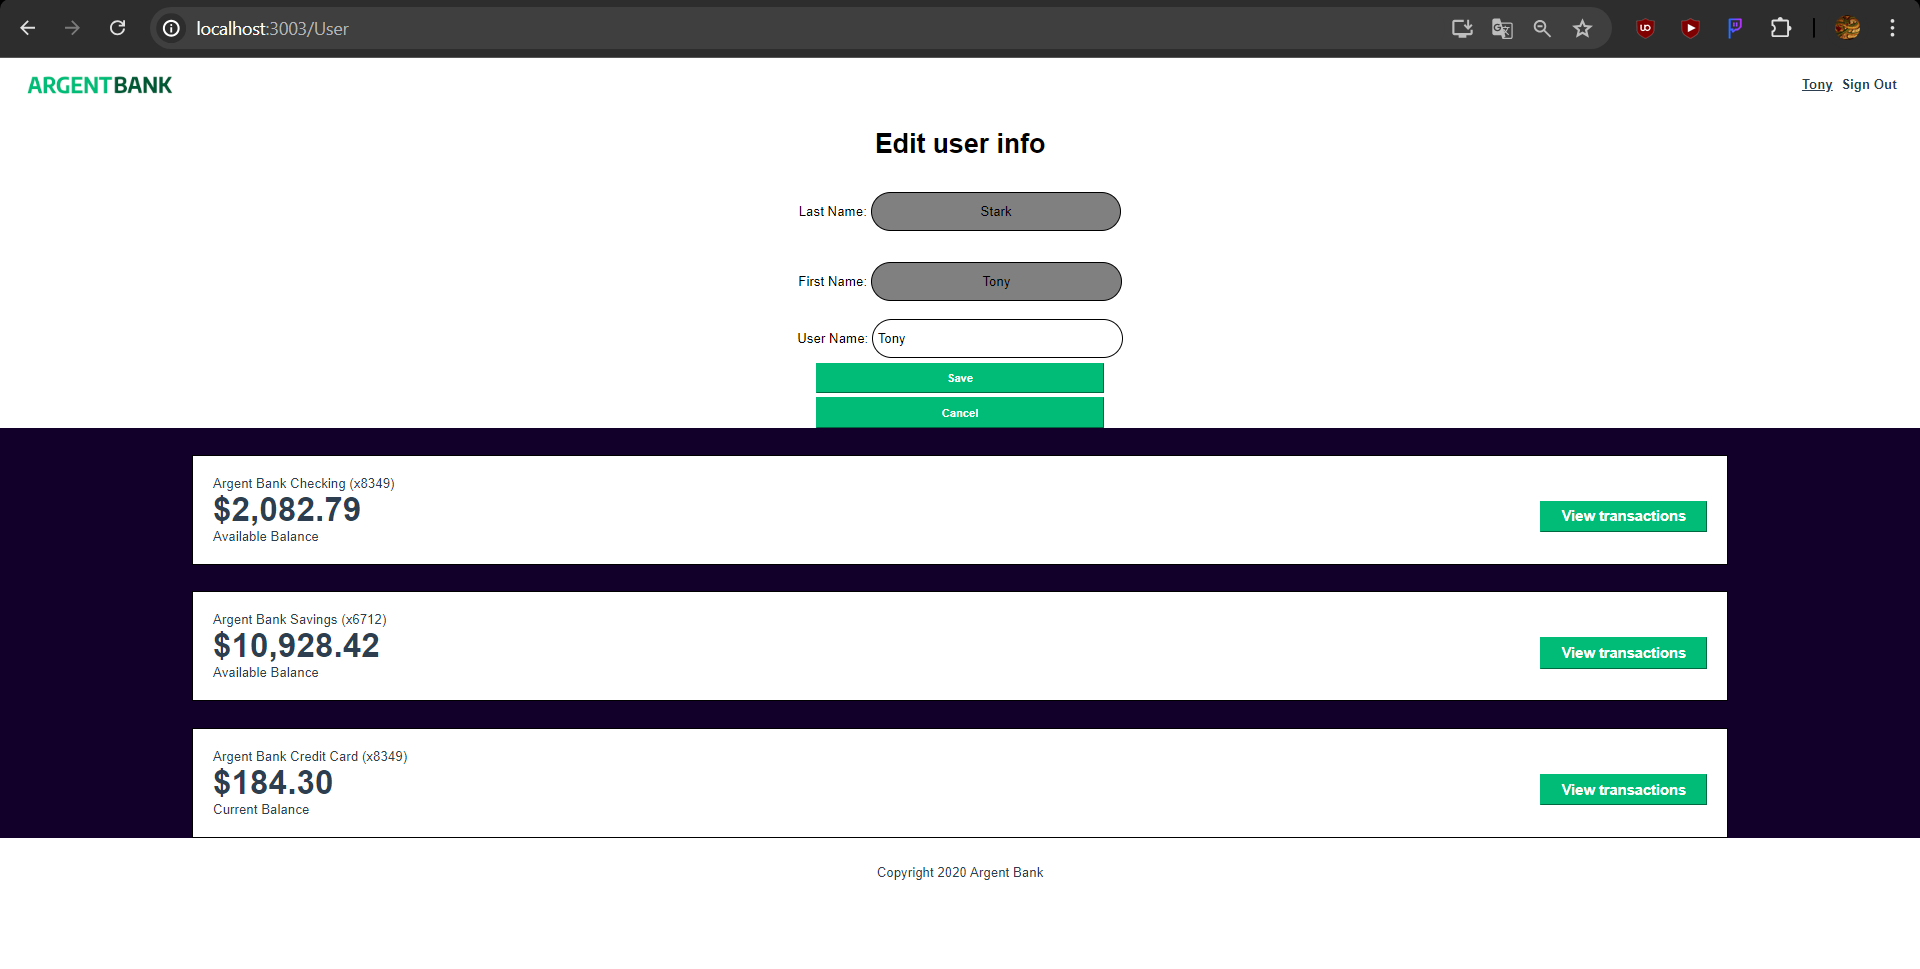 localhost:3003/User
ARGENTBANK
Tony Sign Out
Edit user info
Last Name: Stark
First Name: Tony
User Name: Tony
Save
Cancel
Argent Bank Checking (x8349)
$2,082.79
Available Balance
View transactions
Argent Bank Savings (x6712)
$10,928.42
Available Balance
View transactions
Argent Bank Credit Card (x8349)
$184.30
Current Balance
View transactions
Copyright 2020 Argent Bank